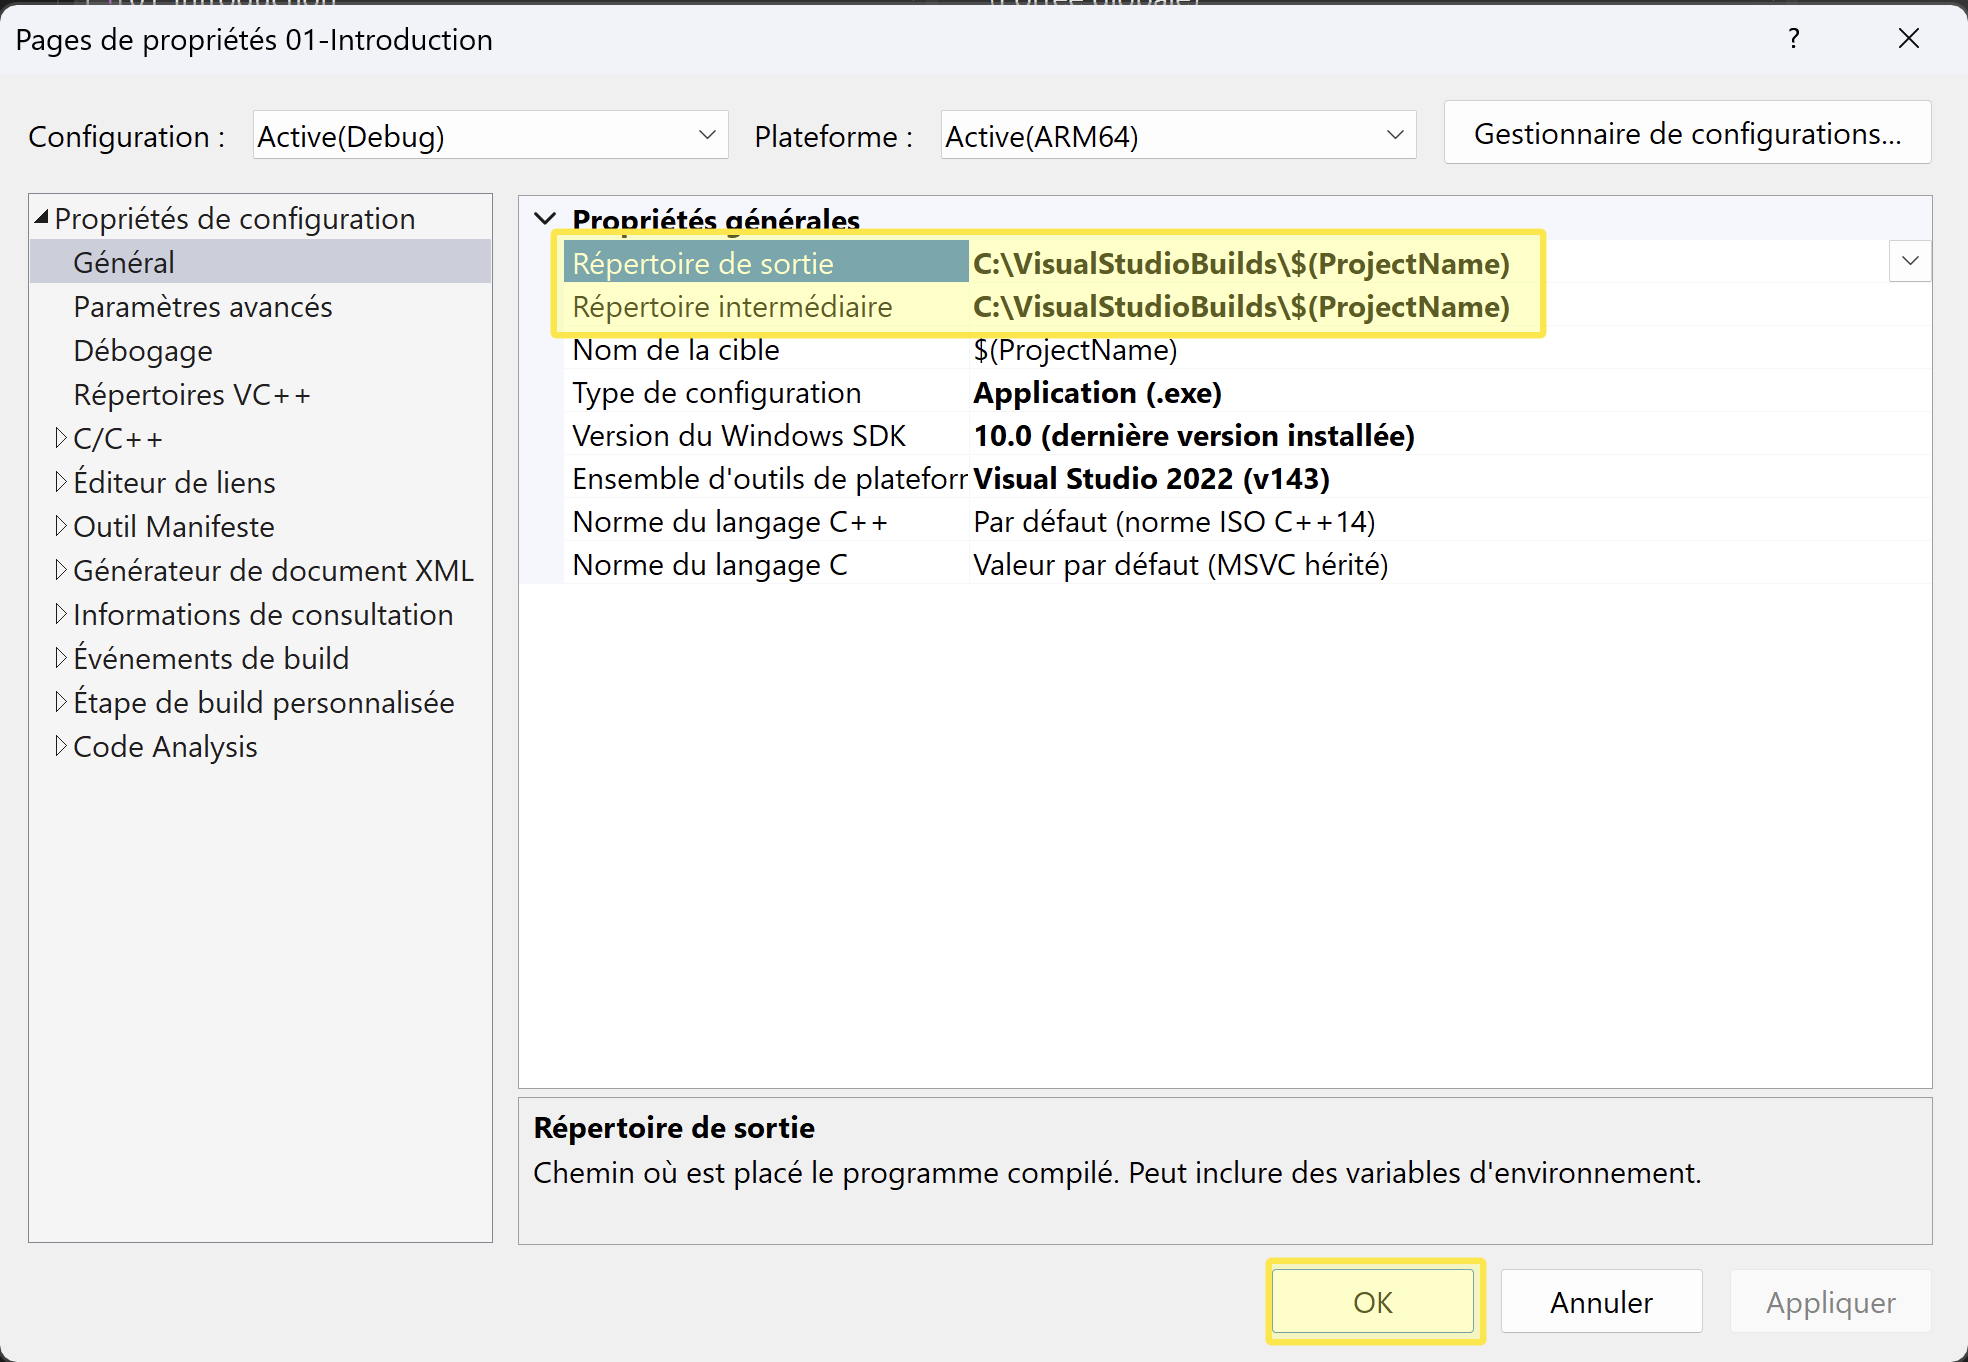 Pages de propriétés 01-Introduction
?
Configuration :
Active(Debug)
Plateforme :
Active(ARM64)
Gestionnaire de configurations...
Propriétés de configuration
Général
Paramètres avancés
Débogage
Répertoires VC++
C/C++
Éditeur de liens
Outil Manifeste
Générateur de document XML
Informations de consultation
Événements de build
Étape de build personnalisée
Code Analysis
Propriétés générales
Répertoire de sortie C:\VisualStudioBuilds\$(ProjectName)
Répertoire intermédiaire C:\VisualStudioBuilds\$(ProjectName)
Nom de la cible $(ProjectName)
Type de configuration Application (.exe)
Version du Windows SDK 10.0 (dernière version installée)
Ensemble d'outils de Visual Studio 2022 (v143)
Norme du langage C++ Par défaut (norme ISO C++14)
Norme du langage C Valeur par défaut (MSVC hérité)
Répertoire de sortie
Chemin où est placé le programme compilé. Peut inclure des variables d'environnement.
OK
Annuler
Appliquer